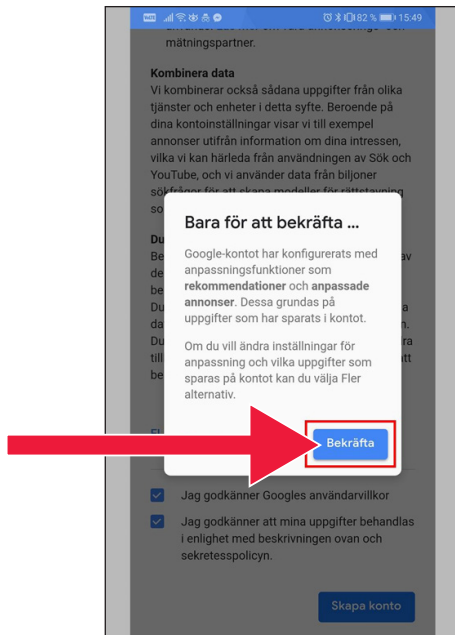 82 % 15:49
mätningspartner.
Kombinera data
Vi kombinerar också sådana uppgifter från olika
tjänster och enheter i detta syfte. Beroende på
dina kontoinställningar visar vi till exempel
annonser utifrån information om dina intressen,
vilka vi kan härleda från användningen av Sök och
YouTube, och vi använder data från biljoner
sökfrågor för att skapa modeller för rättstavning
Bara för att bekräfta ...
Google-kontot har konfigurerats med
anpassningsfunktioner som
rekommendationer och anpassade
annonser. Dessa grundas på
uppgifter som har sparats i kontot.
Om du vill ändra inställningar för
anpassning och vilka uppgifter som
sparas på kontot kan du välja Fler
alternativ.
Bekräfta
Jag godkänner Googles användarvillkor
Jag godkänner att mina uppgifter behandlas
i enlighet med beskrivningen ovan och
sekretesspolicyn.
Skapa konto